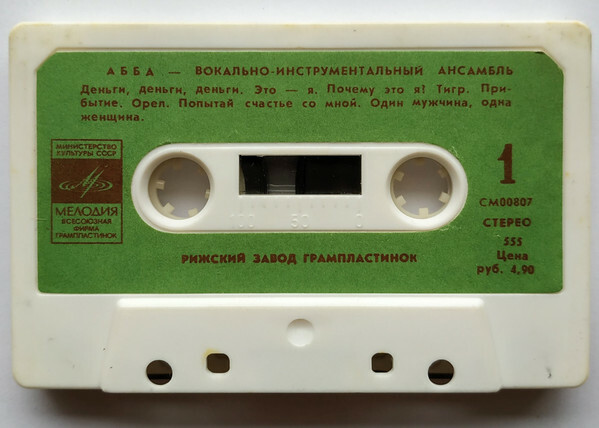 АББА — ВОКАЛЬНО-ИНСТРУМЕНТАЛЬНЫЙ АНСАМБЛЬ
Деньги, деньги, деньги. Это — я. Почему это я? Тигр. При-
бытие. Орел. Попытай счастье со мной. Один мужчина, одна
женщина.
МИНИСТЕРСТВО
КУЛЬТУРЫ СССР
МЕЛОДИЯ
ВСЕСОЮЗНАЯ
ФИРМА
ГРАМПЛАСТИНОК
1
СМ00807
СТЕРЕО
555
Цена
руб. 4,90
100 50 0
РИЖСКИЙ ЗАВОД ГРАМПЛАСТИНОК